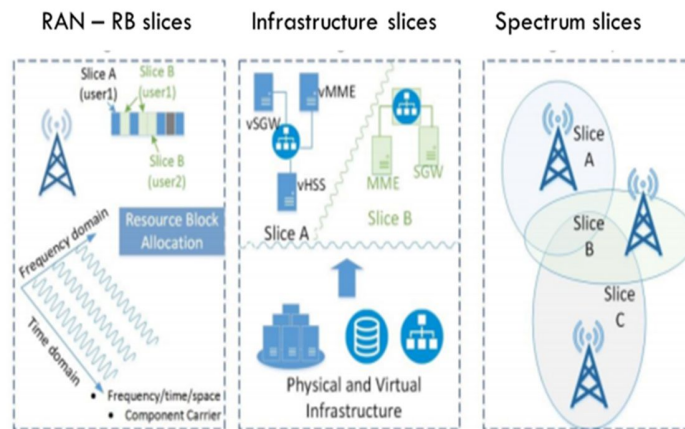 RAN – RB slices
Infrastructure slices
Spectrum slices
Slice A
(user1)
Slice B
(user1)
Slice B
(user2)
Resource Block
Allocation
Frequency domain
Time domain
• Frequency/time/space
• Component Carrier
vSGW
vMME
vHSS
Slice A
MME
SGW
Slice B
Physical and Virtual
Infrastructure
Slice
A
Slice
B
Slice
C